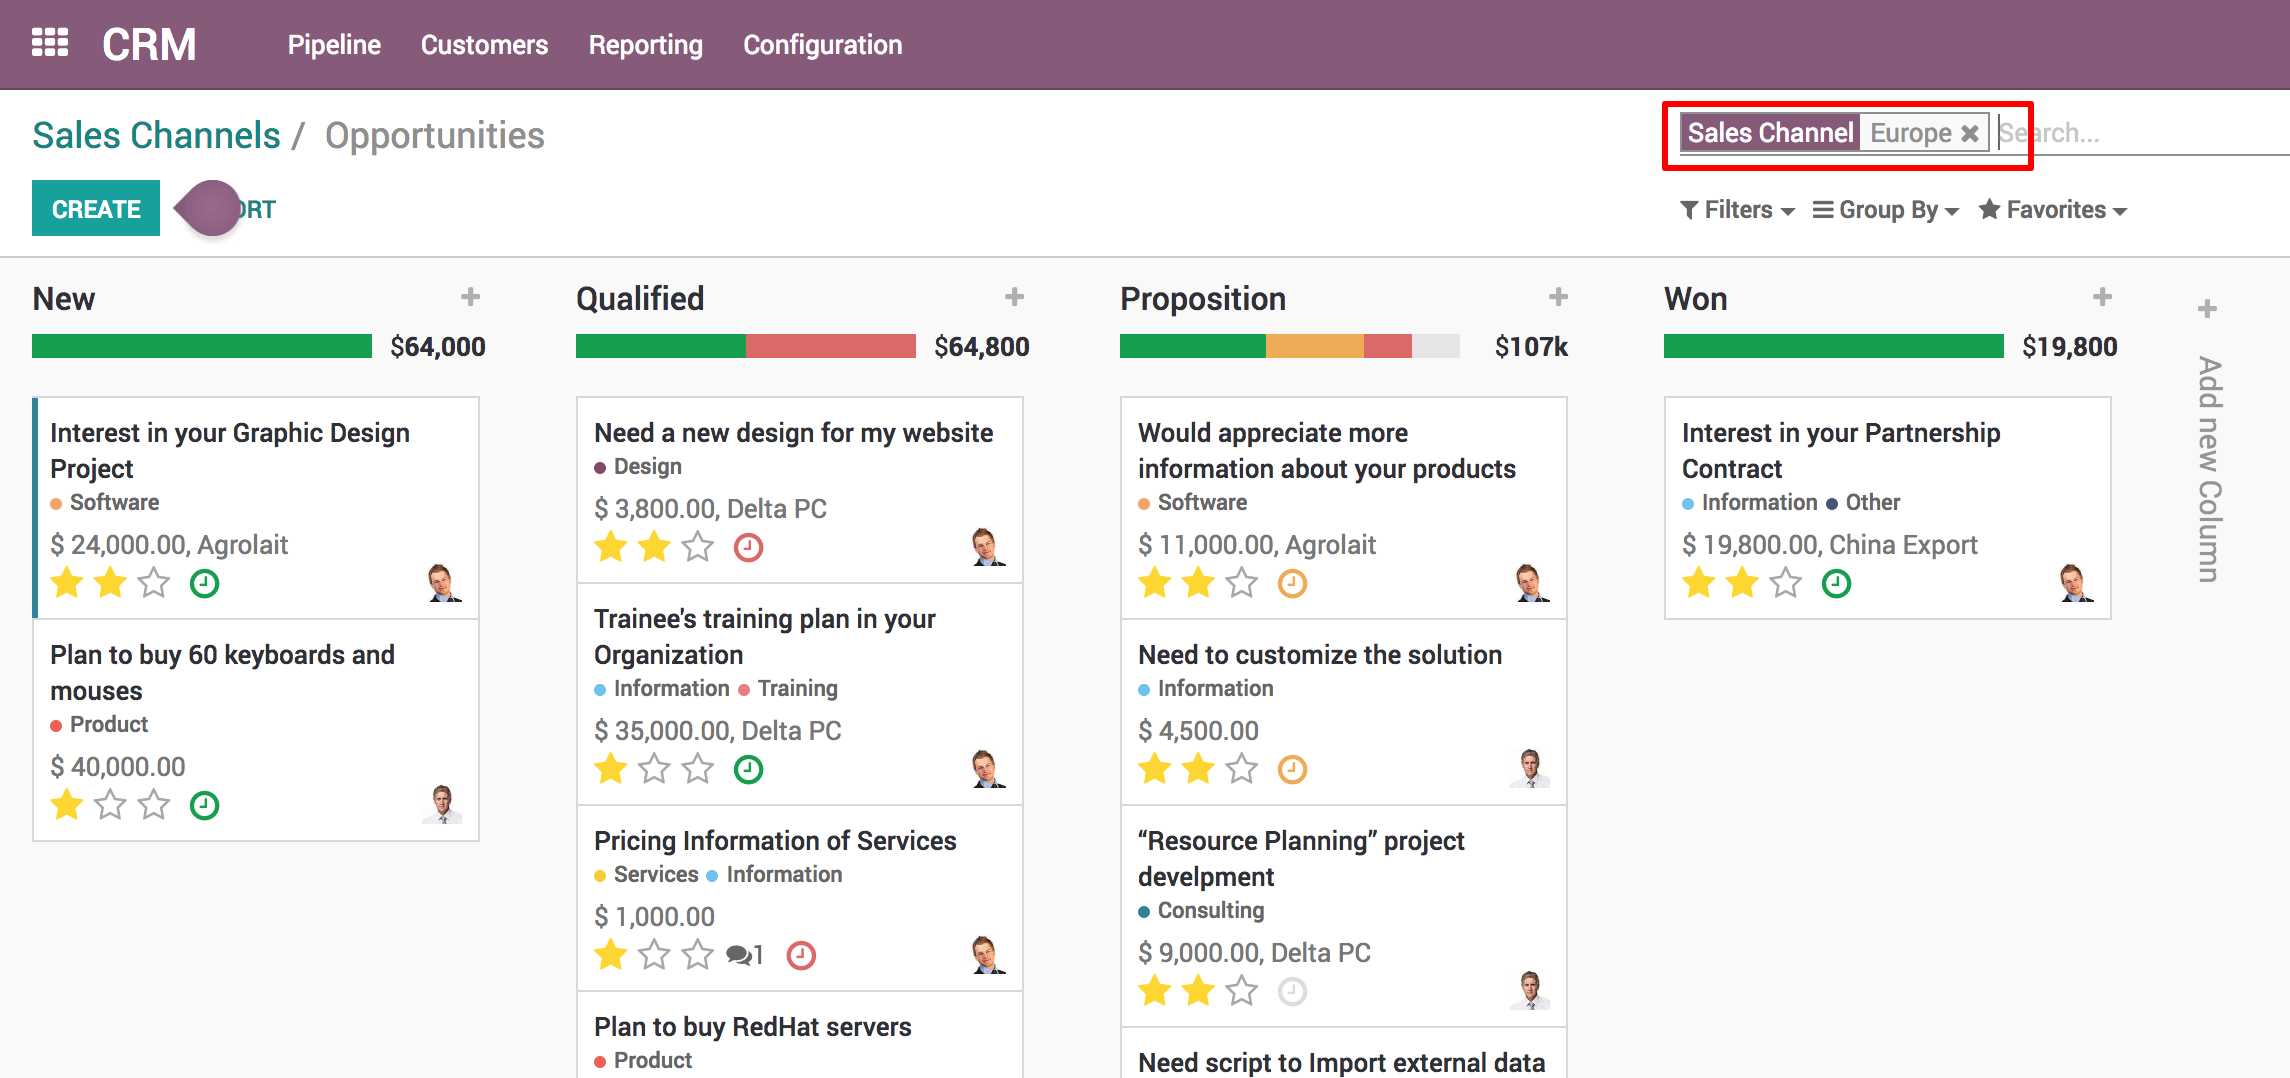 CRM Pipeline Customers Reporting Configuration
Sales Channels / Opportunities
Sales Channel Europe Search...
CREATE ORT
Filters Group By Favorites
New
$64,000
Interest in your Graphic Design
Project
Software
$ 24,000.00, Agrolait
Plan to buy 60 keyboards and
mouses
Product
$ 40,000.00
Qualified
$64,800
Need a new design for my website
Design
$ 3,800.00, Delta PC
Trainee's training plan in your
Organization
Information Training
$ 35,000.00, Delta PC
Pricing Information of Services
Services Information
$ 1,000.00
1
Plan to buy RedHat servers
Product
Proposition
$107k
Would appreciate more
information about your products
Software
$ 11,000.00, Agrolait
Need to customize the solution
Information
$ 4,500.00
“Resource Planning” project
develpment
Consulting
$ 9,000.00, Delta PC
Need script to Import external data
Won
$19,800
Interest in your Partnership
Contract
Information Other
$ 19,800.00, China Export
Add new Column